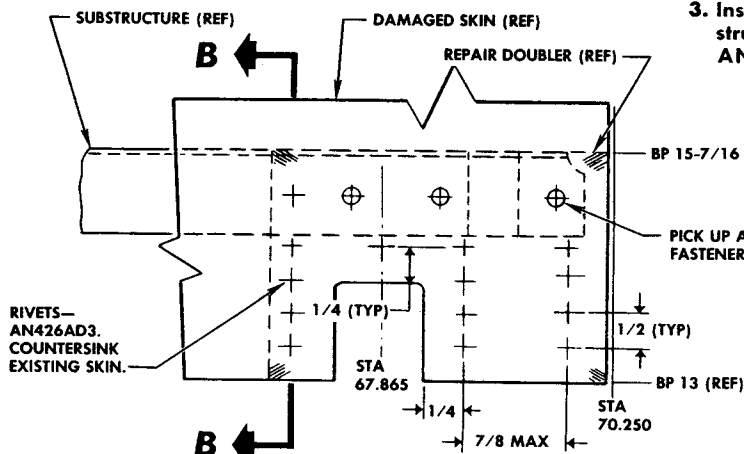 SUBSTRUCTURE (REF)
DAMAGED SKIN (REF)
3. Ins
stru
AN
B
REPAIR DOUBLER (REF)
BP 15-7/16
PICK UP A
FASTENER
RIVETS—
AN426AD3.
COUNTERSINK
EXISTING SKIN.
1/4 (TYP)
1/2 (TYP)
STA
67.865
BP 13 (REF)
1/4
STA
70.250
7/8 MAX
B